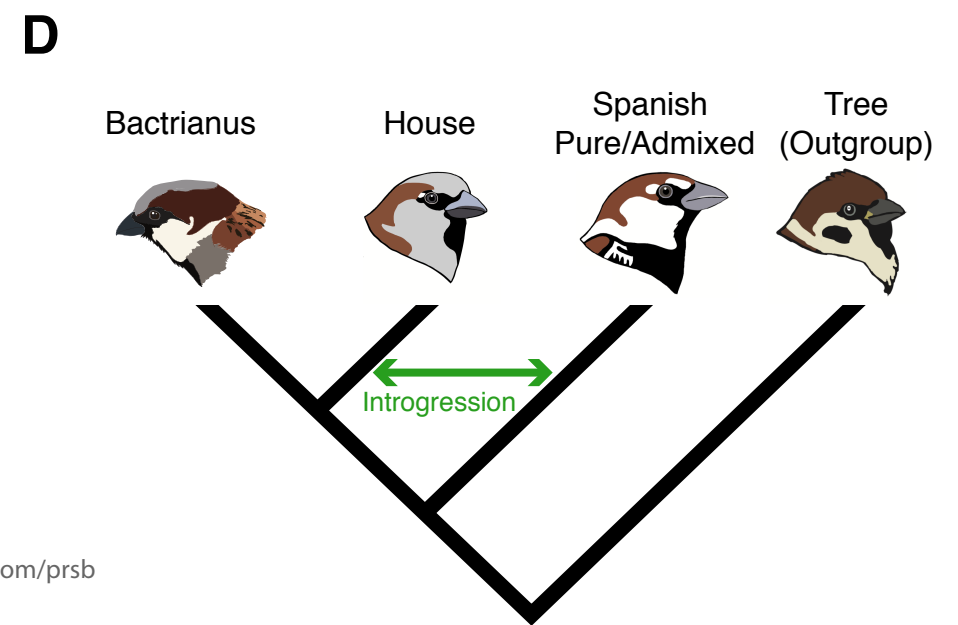 D
Bactrianus
House
Spanish
Pure/Admixed
Tree
(Outgroup)
Introgression
om/prsb